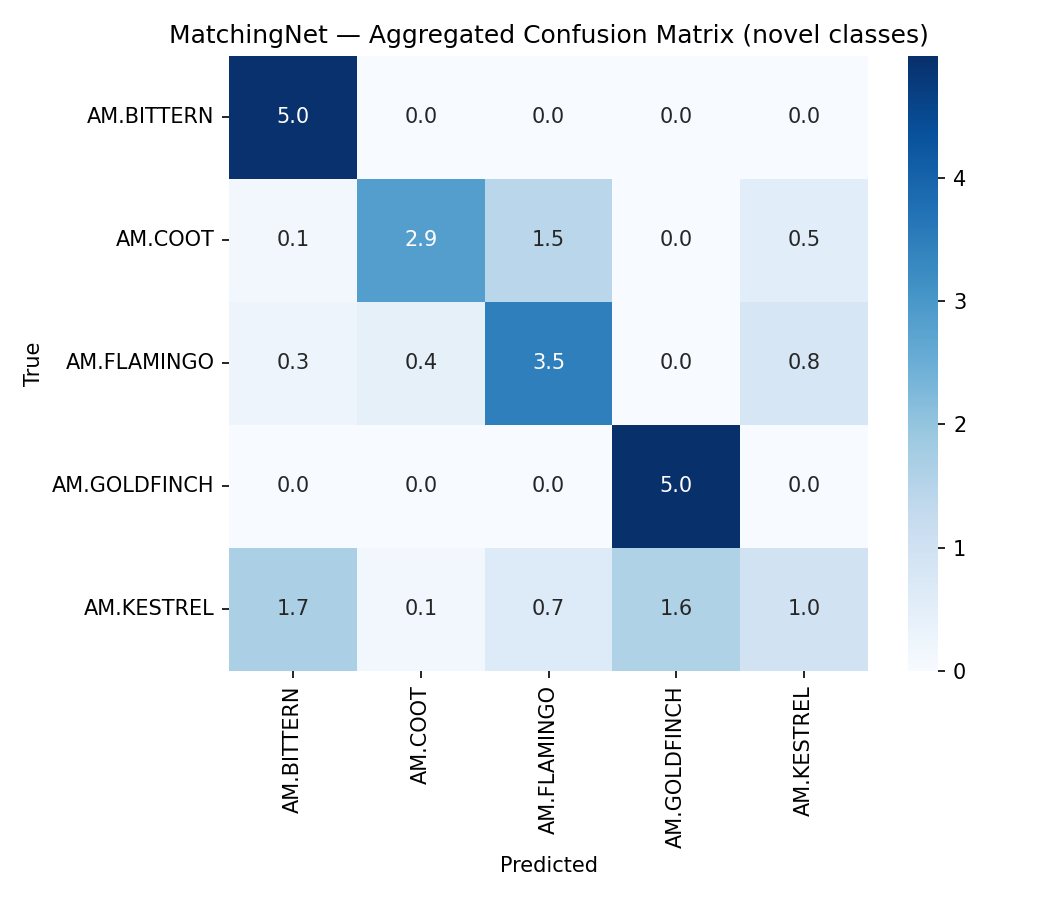 MatchingNet — Aggregated Confusion Matrix (novel classes)
AM.BITTERN 5.0 0.0 0.0 0.0 0.0
AM.COOT 0.1 2.9 1.5 0.0 0.5
AM.FLAMINGO 0.3 0.4 3.5 0.0 0.8
AM.GOLDFINCH 0.0 0.0 0.0 5.0 0.0
AM.KESTREL 1.7 0.1 0.7 1.6 1.0
True
AM.BITTERN AM.COOT AM.FLAMINGO AM.GOLDFINCH AM.KESTREL
Predicted
4
3
2
1
0